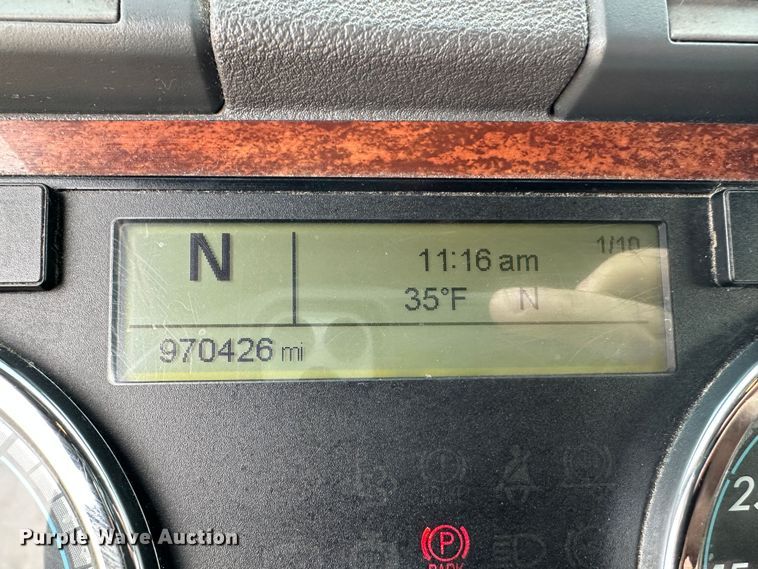 N
11:16 am
1/10
35°F N
970426 mi
P
PARK
Purple Wave Auction